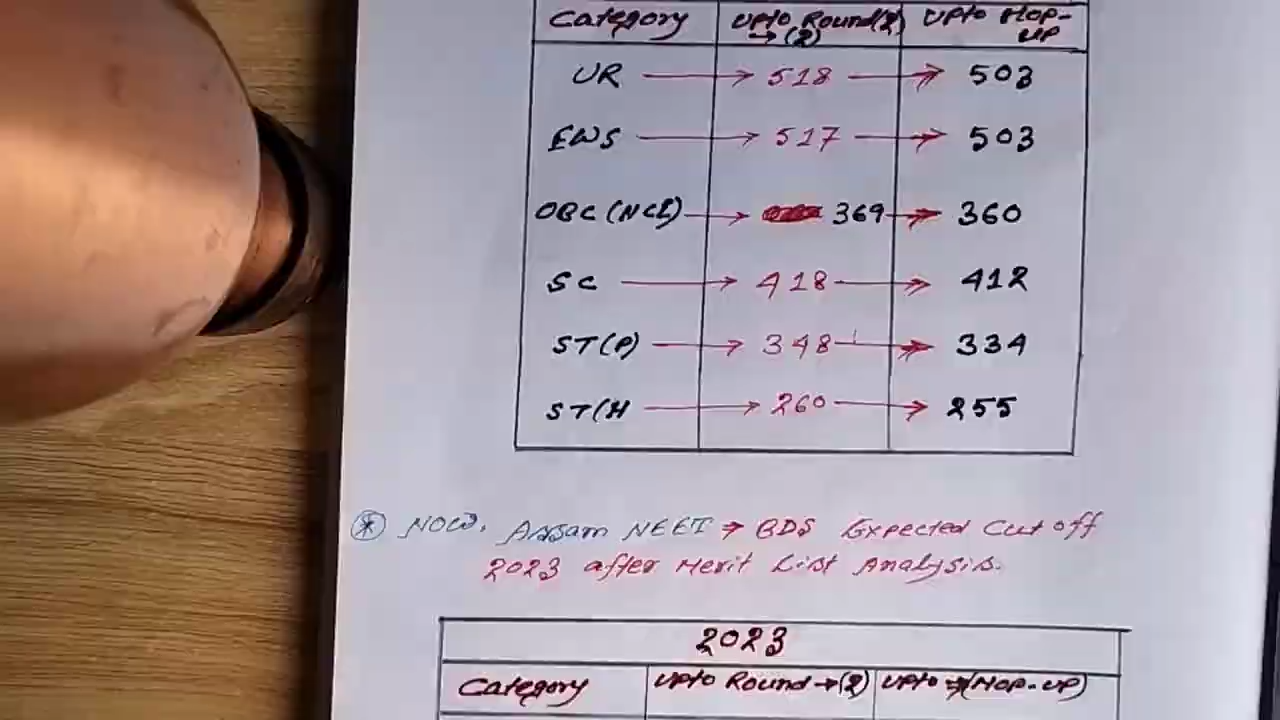 Category Upto Round(2) Upto Mop-
→(2) UP
UR → 518 → 503
EWS → 517 → 503
OBC (NCL) → 369 → 360
SC → 418 → 412
ST(P) → 348 → 334
ST(H → 260 → 255
* NOW, Assam NEET → BDS Expected Cut off
2023 after Merit List Analysis.
2023
Category Upto Round →(2) Upto → (Mop-up)